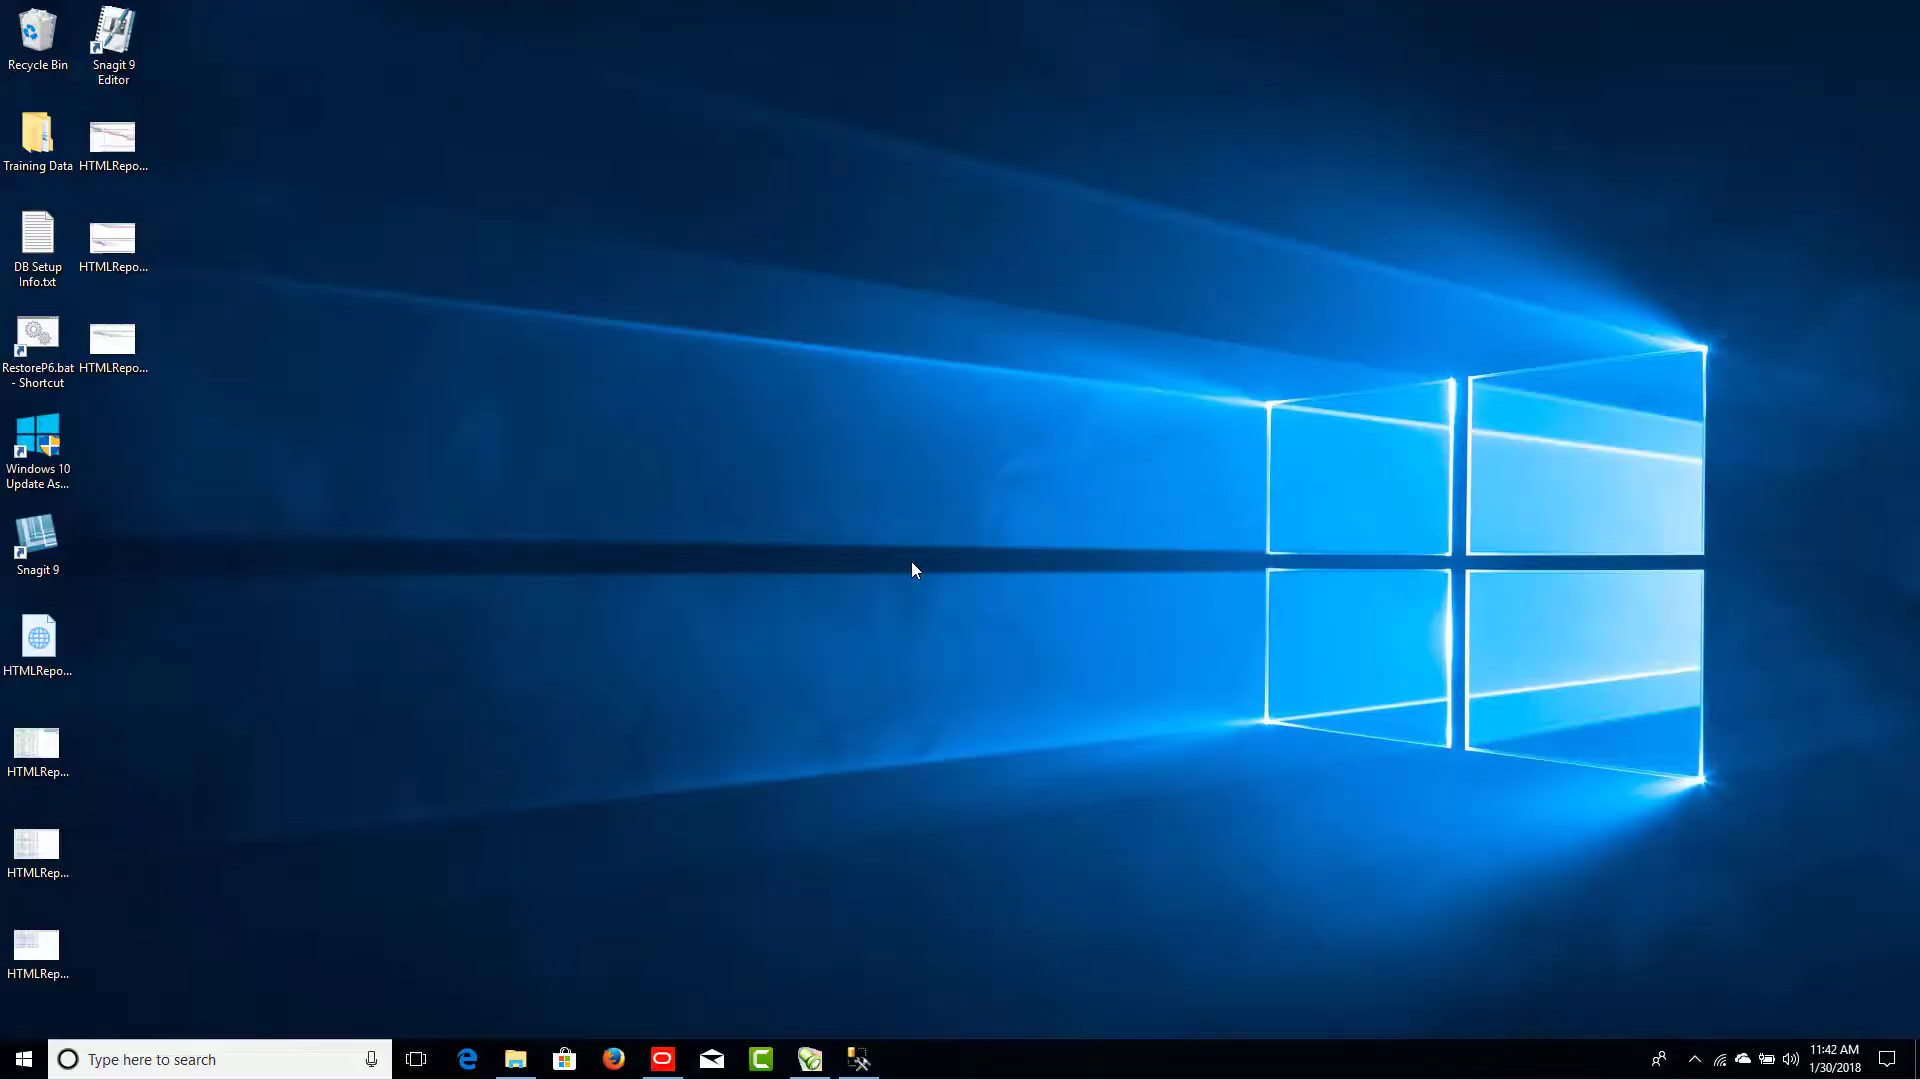 Recycle Bin
Snagit 9
Editor
Training Data
HTMLRepo...
DB Setup
Info.txt
HTMLRepo...
RestoreP6.bat
- Shortcut
HTMLRepo...
Windows 10
Update As...
Snagit 9
HTMLRepo...
HTMLRep...
HTMLRep...
HTMLRep...
Type here to search
11:42 AM
1/30/2018